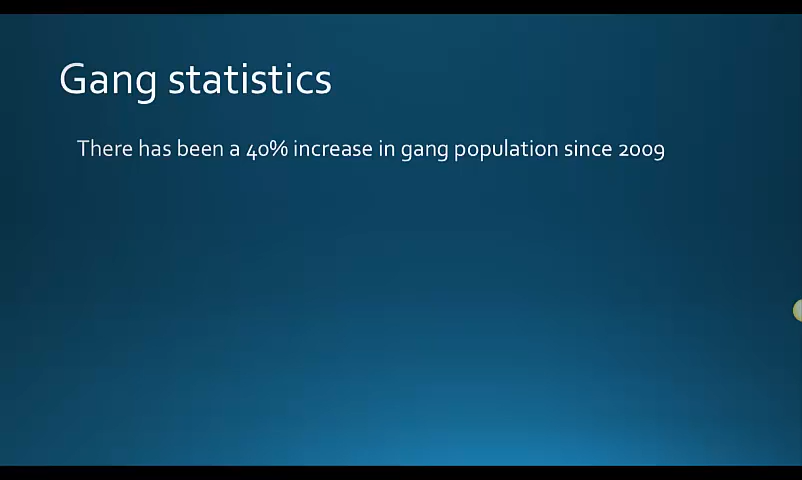 Gang statistics
There has been a 40% increase in gang population since 2009